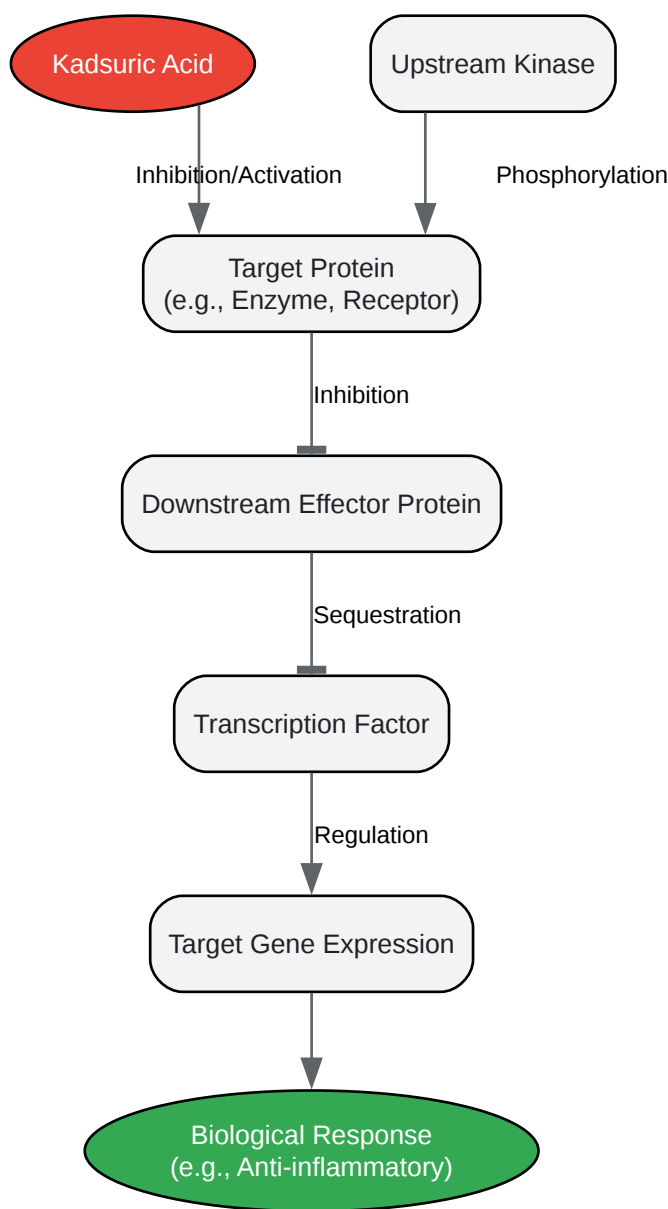 Kadsuric Acid
Upstream Kinase
Inhibition/Activation
Phosphorylation
Target Protein
(e.g., Enzyme, Receptor)
Inhibition
Downstream Effector Protein
Sequestration
Transcription Factor
Regulation
Target Gene Expression
Biological Response
(e.g., Anti-inflammatory)